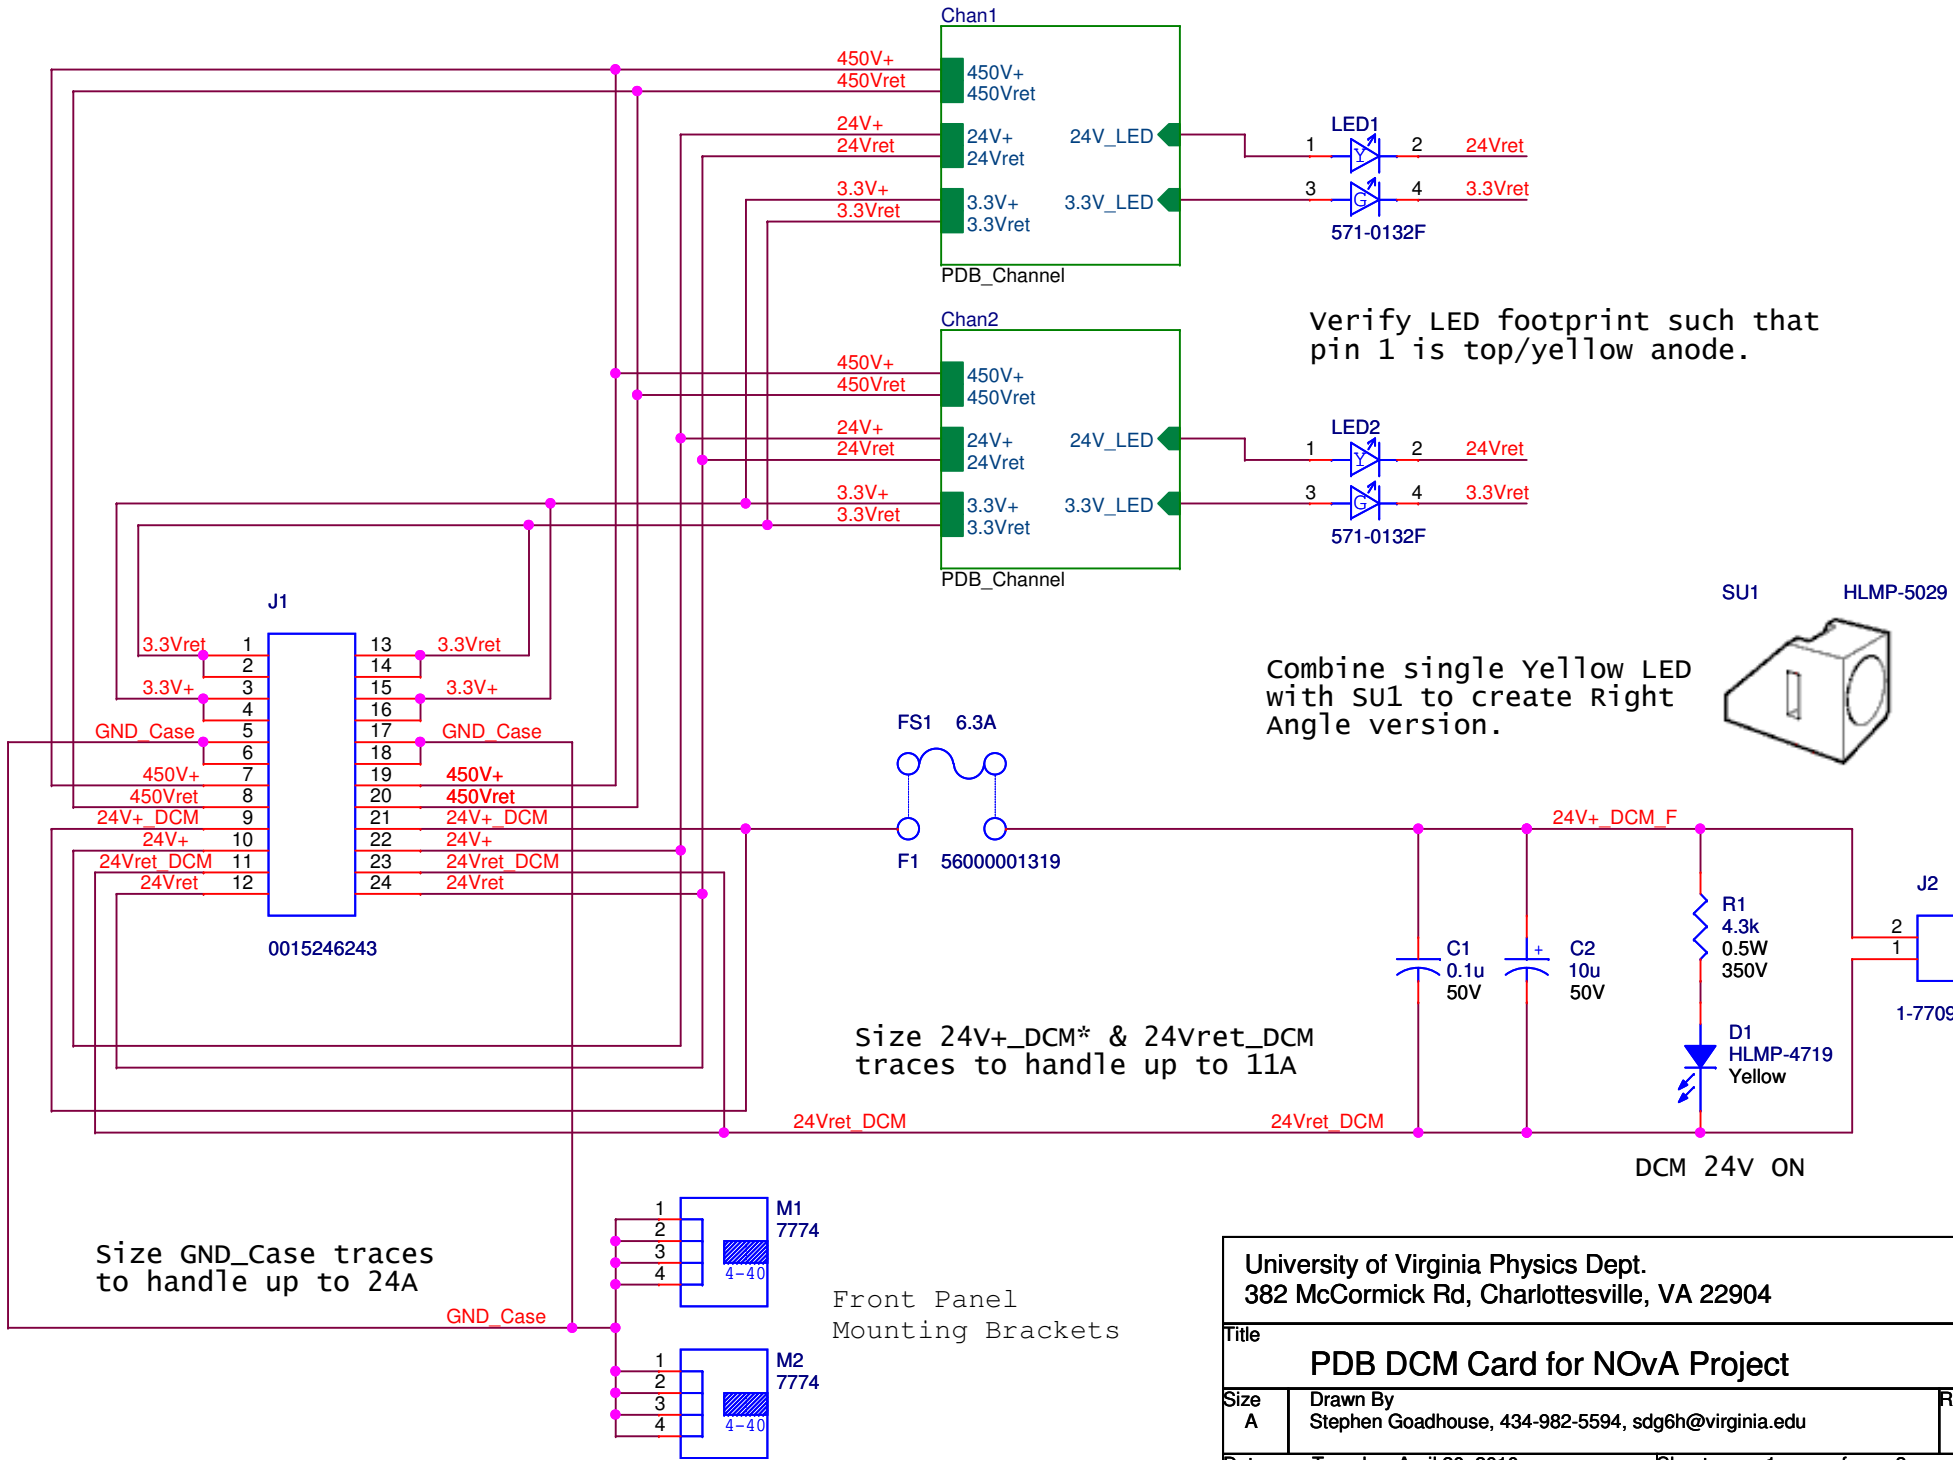 Chan1
450V+
450Vret
450V+
450Vret
24V+
24Vret
24V+
24Vret
24V_LED
3.3V+
3.3Vret
3.3V+
3.3Vret
3.3V_LED
PDB_Channel
LED1
1 Y 2 24Vret
3 G 4 3.3Vret
571-0132F
Verify LED footprint such that
pin 1 is top/yellow anode.
Chan2
450V+
450Vret
450V+
450Vret
24V+
24Vret
24V+
24Vret
24V_LED
3.3V+
3.3Vret
3.3V+
3.3Vret
3.3V_LED
PDB_Channel
LED2
1 Y 2 24Vret
3 G 4 3.3Vret
571-0132F
SU1 HLMP-5029
Combine single Yellow LED
with SU1 to create Right
Angle version.
J1
3.3Vret 1 13 3.3Vret
2 14
3.3V+ 3 15 3.3V+
4 16
GND_Case 5 17 GND_Case
6 18
450V+ 7 19 450V+
450Vret 8 20 450Vret
24V+_DCM 9 21 24V+_DCM
24V+ 10 22 24V+
24Vret_DCM 11 23 24Vret_DCM
24Vret 12 24 24Vret
0015246243
FS1 6.3A
F1 56000001319
24V+_DCM_F
C1
0.1u
50V
+ C2
10u
50V
R1
4.3k
0.5W
350V
D1
HLMP-4719
Yellow
J2
2
1
1-7709
Size 24V+_DCM* & 24Vret_DCM
traces to handle up to 11A
24Vret_DCM 24Vret_DCM
DCM 24V ON
Size GND_Case traces
to handle up to 24A
GND_Case
1
2
3
4
4-40
M1
7774
Front Panel
Mounting Brackets
1
2
3
4
4-40
M2
7774
University of Virginia Physics Dept.
382 McCormick Rd, Charlottesville, VA 22904
Title
PDB DCM Card for NOvA Project
Size
A
Drawn By
Stephen Goadhouse, 434-982-5594, sdg6h@virginia.edu
R